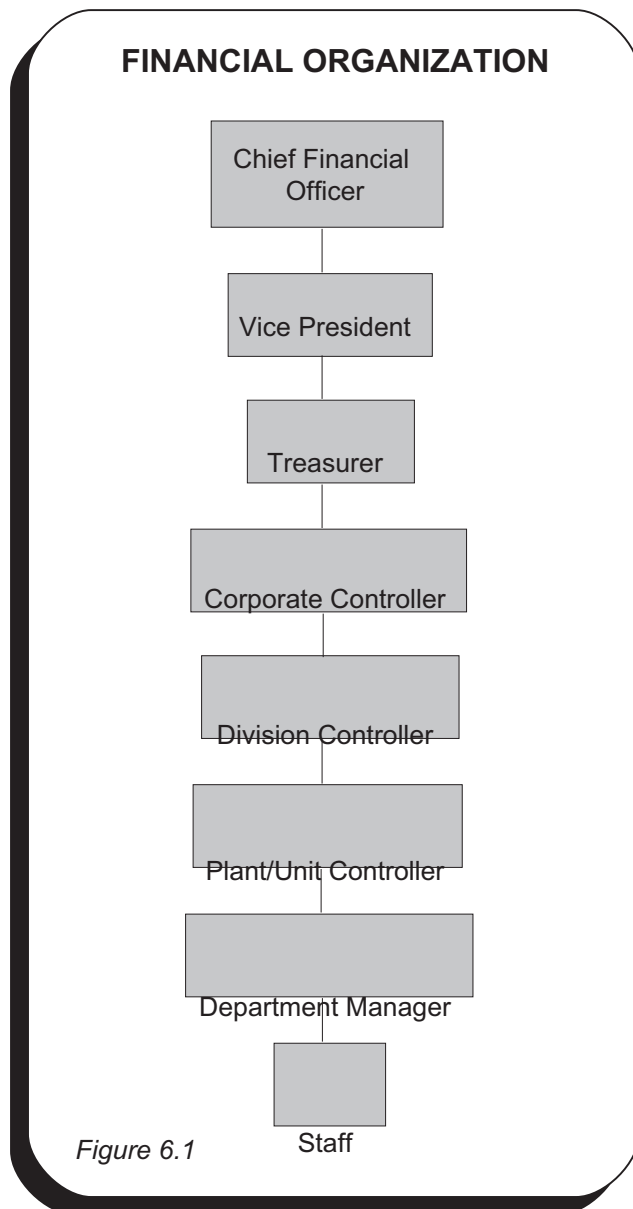 FINANCIAL ORGANIZATION
Chief Financial
Officer
Vice President
Treasurer
Corporate Controller
Division Controller
Plant/Unit Controller
Department Manager
Staff
Figure 6.1